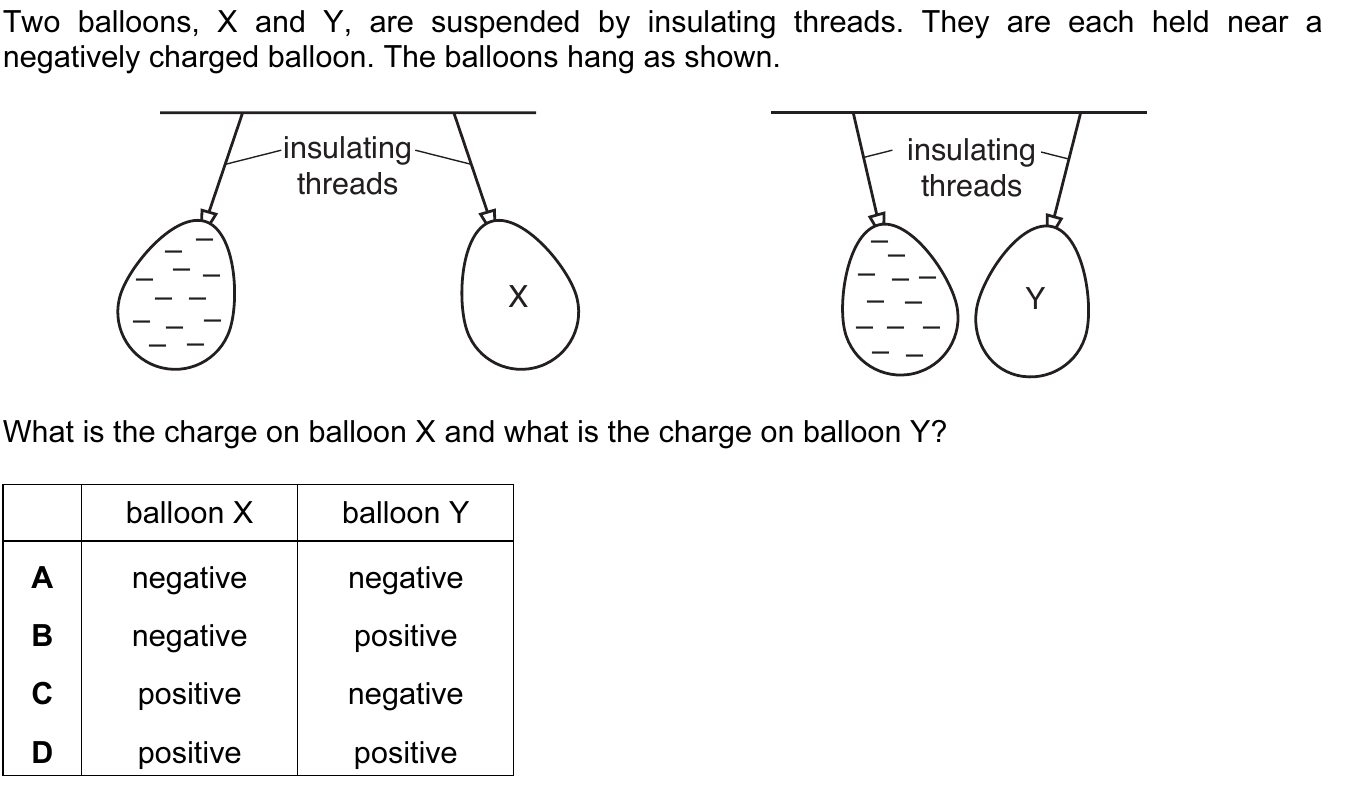 Two balloons, X and Y, are suspended by insulating threads. They are each held near a
negatively charged balloon. The balloons hang as shown.
insulating
threads
insulating
threads
X
Y
What is the charge on balloon X and what is the charge on balloon Y?
balloon X balloon Y
A negative negative
B negative positive
C positive negative
D positive positive